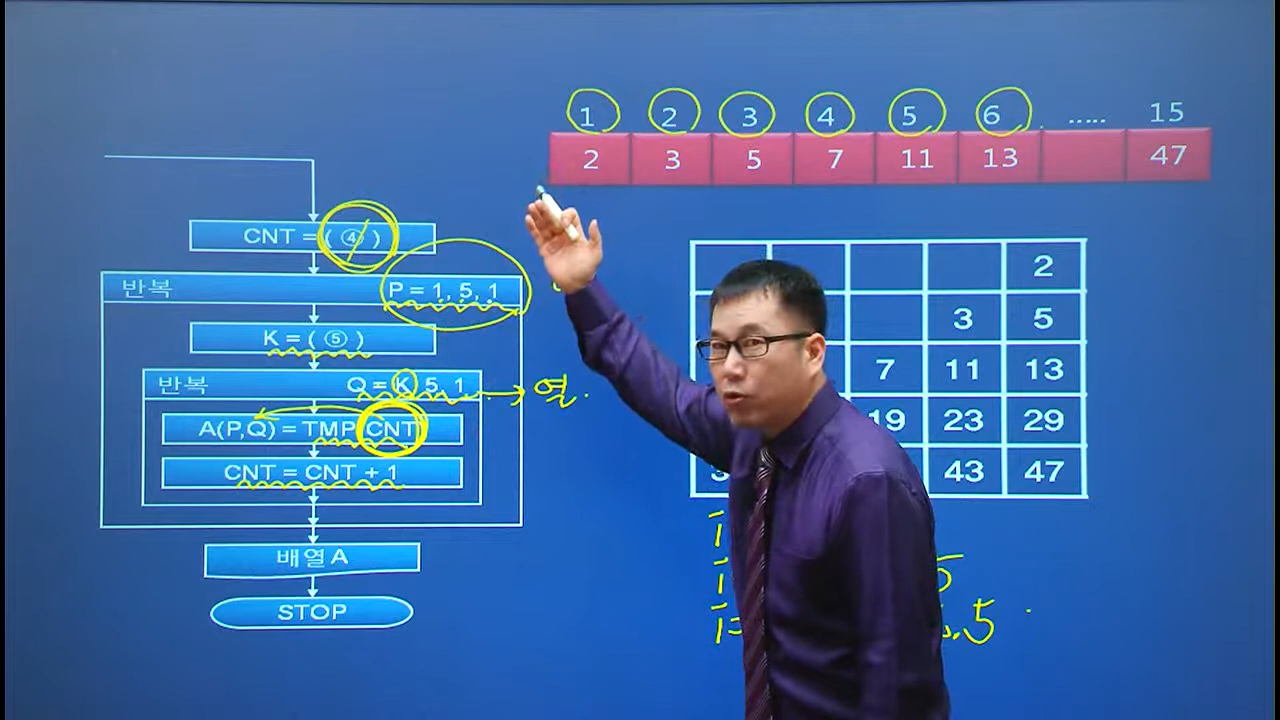 1 2 3 4 5 6 ..... 15
2 3 5 7 11 13 47
CNT = ( ④ )
반복 P = 1, 5, 1
K = ( ⑤ )
반복 Q = K, 5, 1 → 열.
A(P,Q) = TMP(CNT)
CNT = CNT + 1
배열 A
STOP
2
3 5
7 11 13
19 23 29
43 47